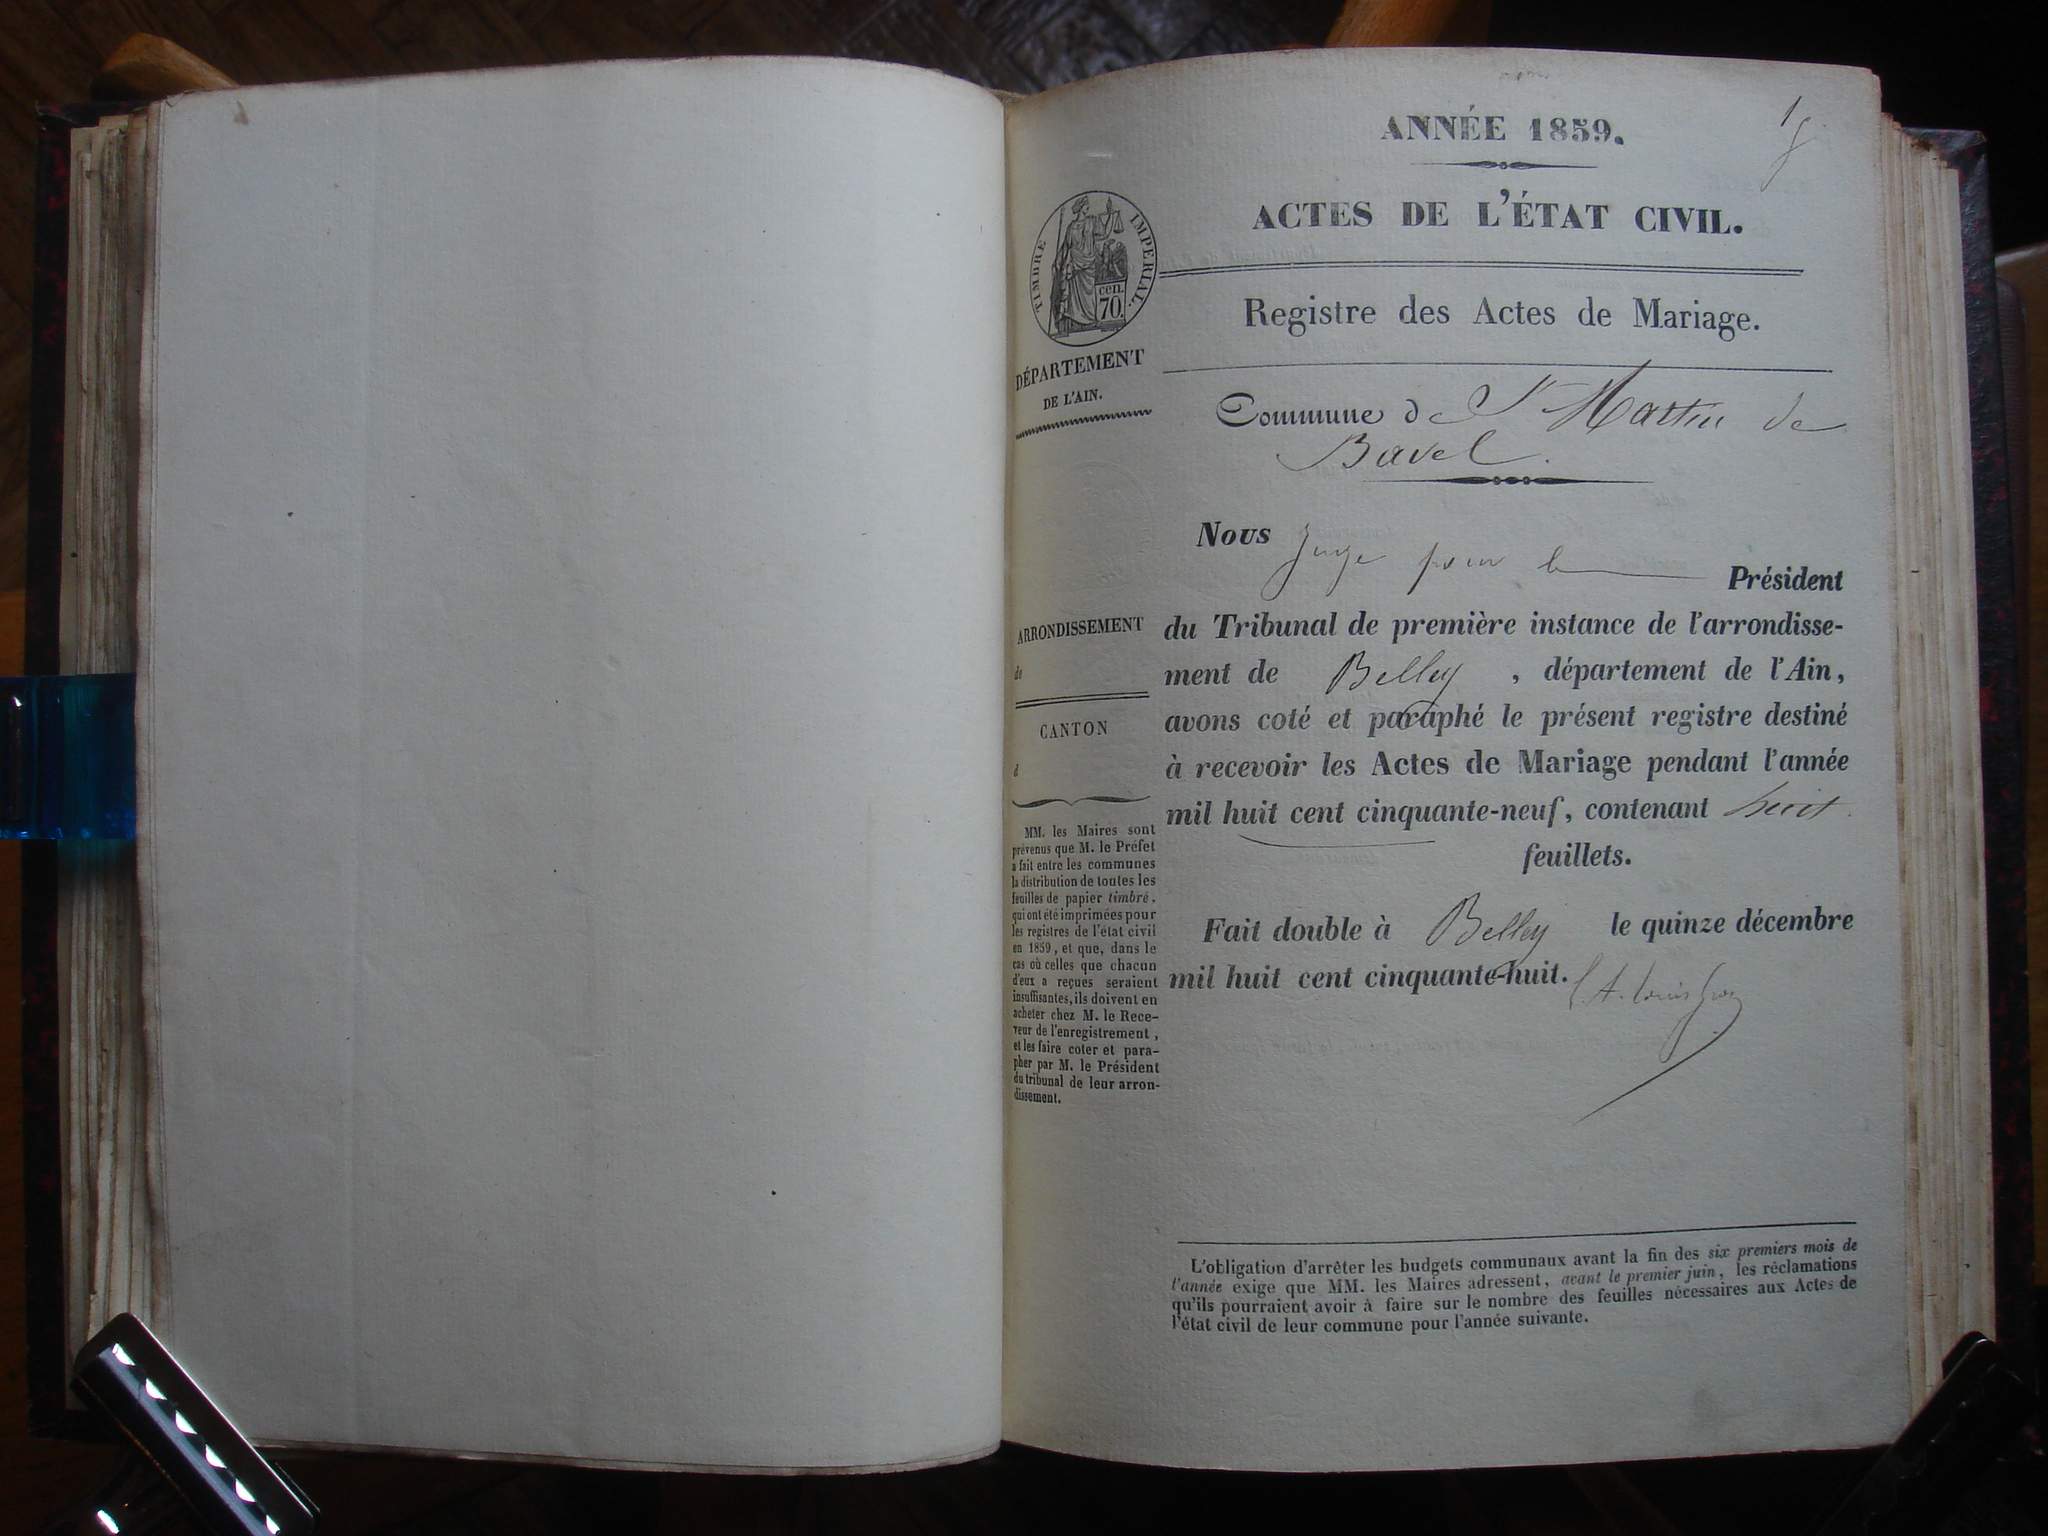 ANNÉE 1859.
1
ACTES DE L'ÉTAT CIVIL.
TIMBRE IMPÉRIAL.
cen.
70.
Registre des Actes de Mariage.
DÉPARTEMENT
DE L'AIN.
Commune de St Martin de
Bavel.
Nous Juge pour le Président
du Tribunal de première instance de l'arrondisse-
ment de Belley, département de l'Ain,
avons coté et paraphé le présent registre destiné
à recevoir les Actes de Mariage pendant l'année
mil huit cent cinquante-neuf, contenant huit
feuillets.
Fait double à Belley le quinze décembre
mil huit cent cinquante-huit.
ARRONDISSEMENT
de
CANTON
d
MM. les Maires sont
prévenus que M. le Préfet
a fait entre les communes
la distribution de toutes les
feuilles de papier timbré,
qui ont été imprimées pour
les registres de l'état civil
en 1859, et que, dans le
cas où celles que chacun
d'eux a reçues seraient
insuffisantes, ils doivent en
acheter chez M. le Rece-
veur de l'enregistrement,
et les faire coter et para-
pher par M. le Président
du tribunal de leur arron-
dissement.
L'obligation d'arrêter les budgets communaux avant la fin des six premiers mois de
l'année exige que MM. les Maires adressent, avant le premier juin, les réclamations
qu'ils pourraient avoir à faire sur le nombre des feuilles nécessaires aux Actes de
l'état civil de leur commune pour l'année suivante.